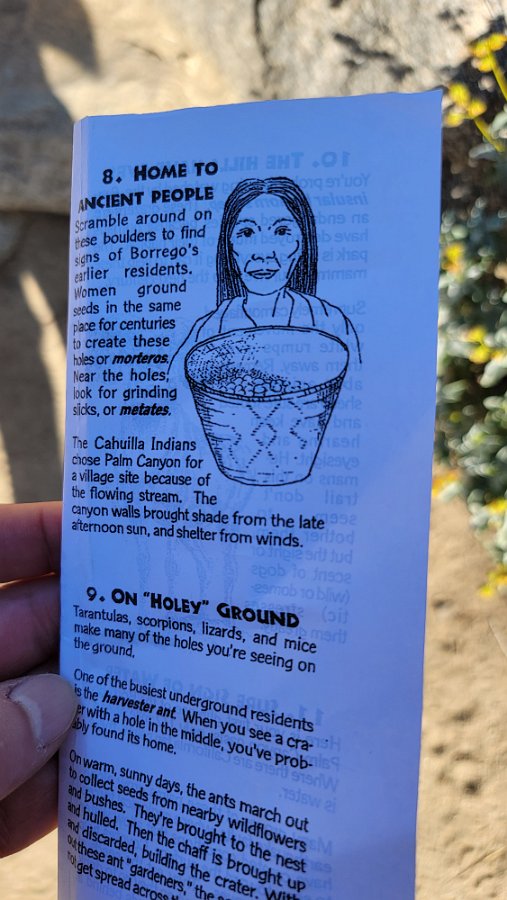 8. HOME TO
ANCIENT PEOPLE
Scramble around on
these boulders to find
signs of Borrego's
earlier residents.
Women ground
seeds in the same
place for centuries
to create these
holes or morteros.
Near the holes,
look for grinding
slicks, or metates.
The Cahuilla Indians
chose Palm Canyon for
a village site because of
the flowing stream. The
canyon walls brought shade from the late
afternoon sun, and shelter from winds.
9. ON "HOLEY" GROUND
Tarantulas, scorpions, lizards, and mice
make many of the holes you're seeing on
the ground.
One of the busiest underground residents
is the harvester ant. When you see a cra-
ter with a hole in the middle, you've prob-
ably found its home.
On warm, sunny days, the ants march out
to collect seeds from nearby wildflowers
and bushes. They're brought to the nest
and hulled. Then the chaff is brought up
and discarded, building the crater. With-
out these ant "gardeners," the
not get spread across